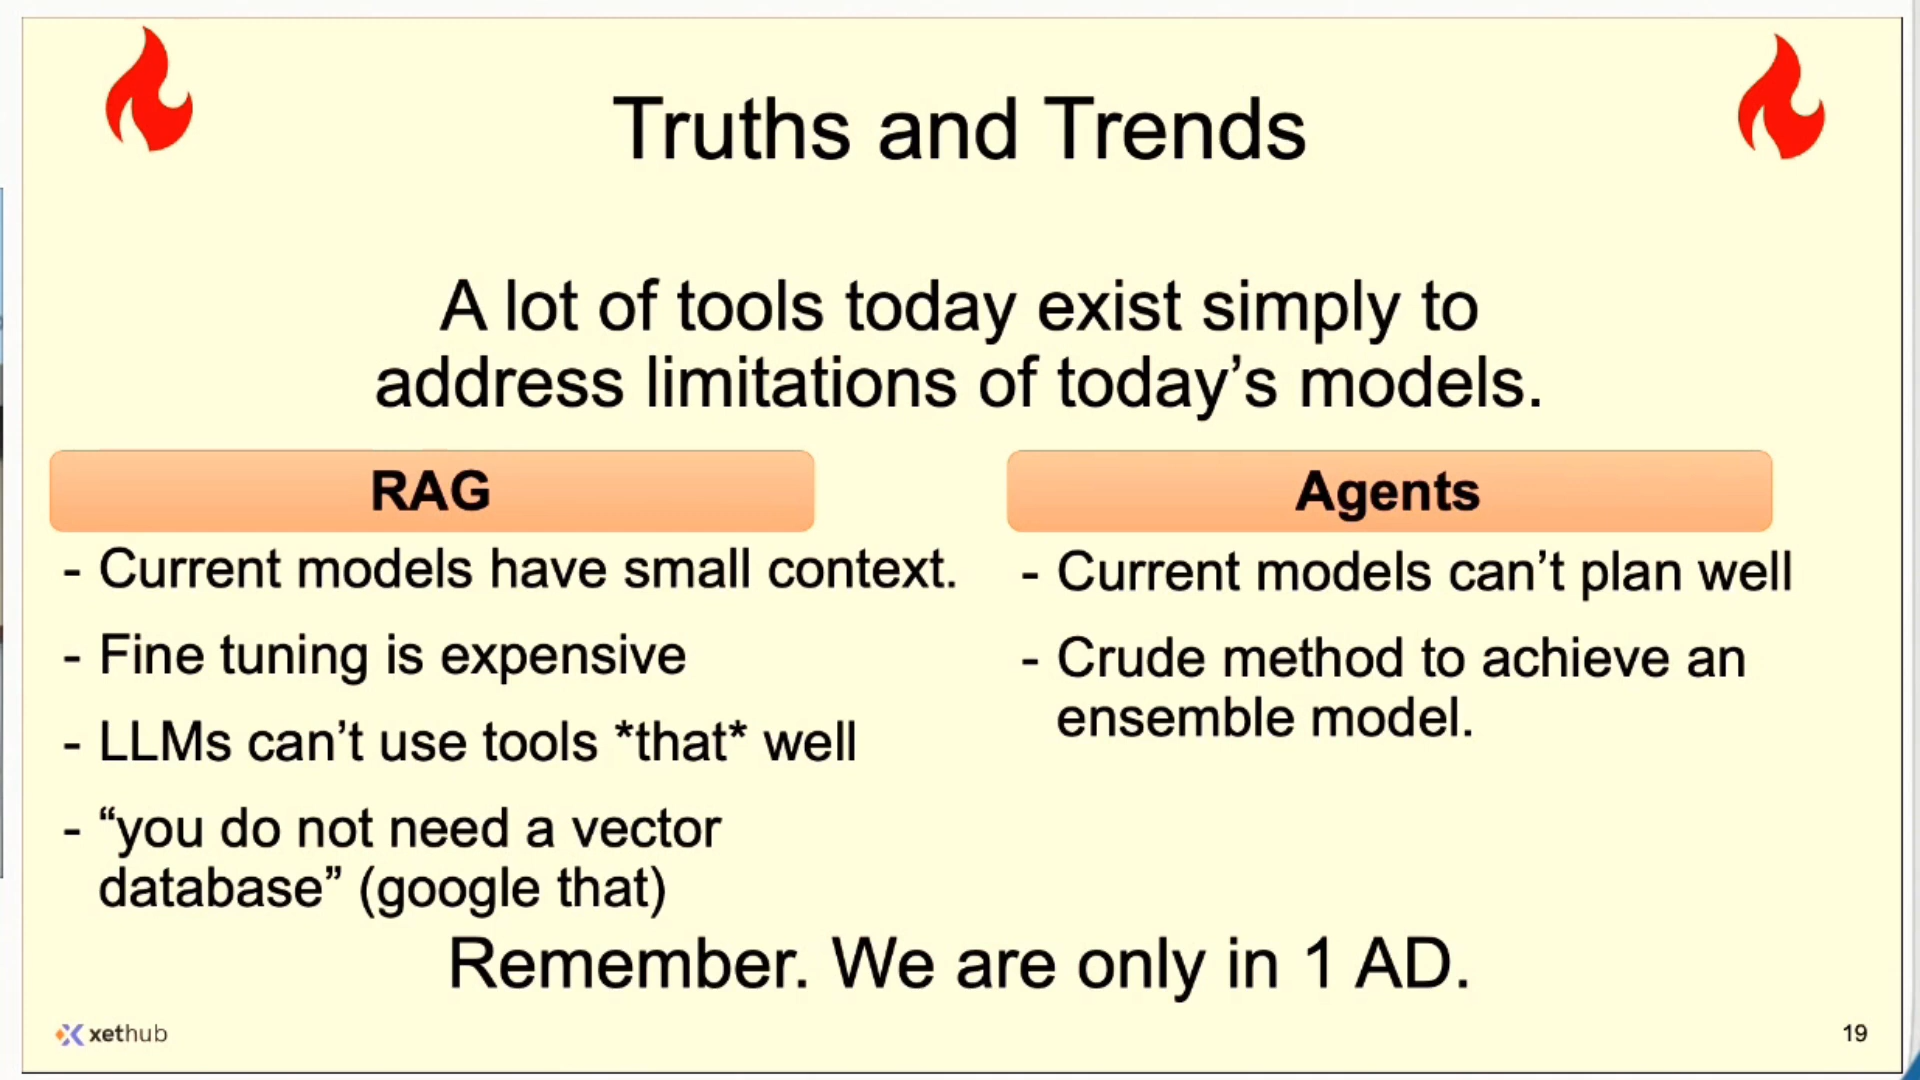 Truths and Trends
A lot of tools today exist simply to
address limitations of today’s models.
RAG
- Current models have small context.
- Fine tuning is expensive
- LLMs can’t use tools *that* well
- “you do not need a vector
database” (google that)
Agents
- Current models can’t plan well
- Crude method to achieve an
ensemble model.
Remember. We are only in 1 AD.
xethub
19